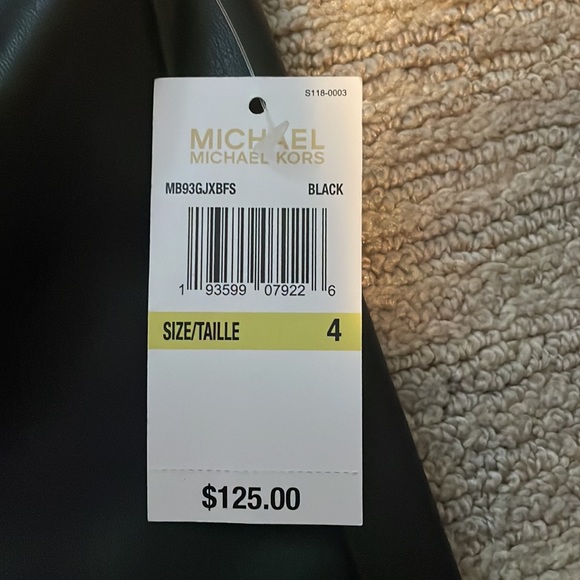 S118-0003
MICHAEL
MICHAEL KORS
MB93GJXBFS BLACK
1 93599 07922 6
SIZE/TAILLE 4
$125.00